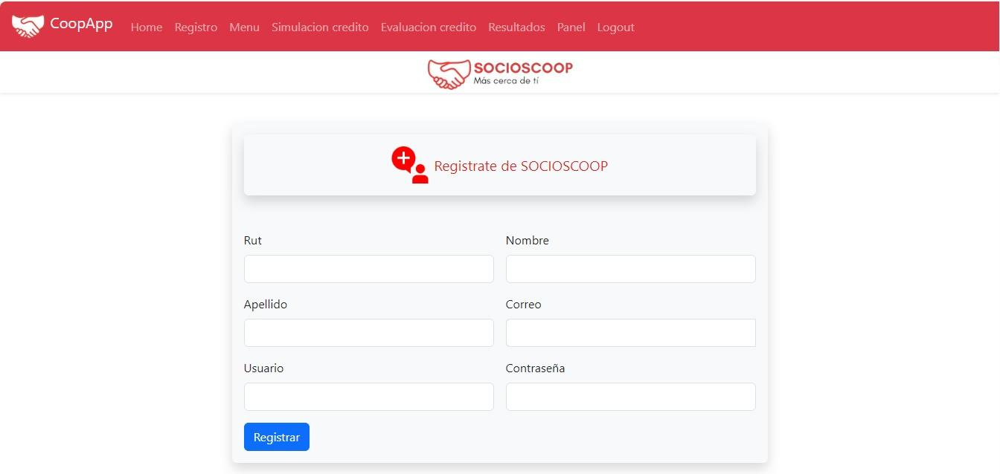 CoopApp Home Registro Menu Simulacion credito Evaluacion credito Resultados Panel Logout
SOCIOSCOOP
Más cerca de tí
Registrate de SOCIOSCOOP
Rut Nombre
Apellido Correo
Usuario Contraseña
Registrar